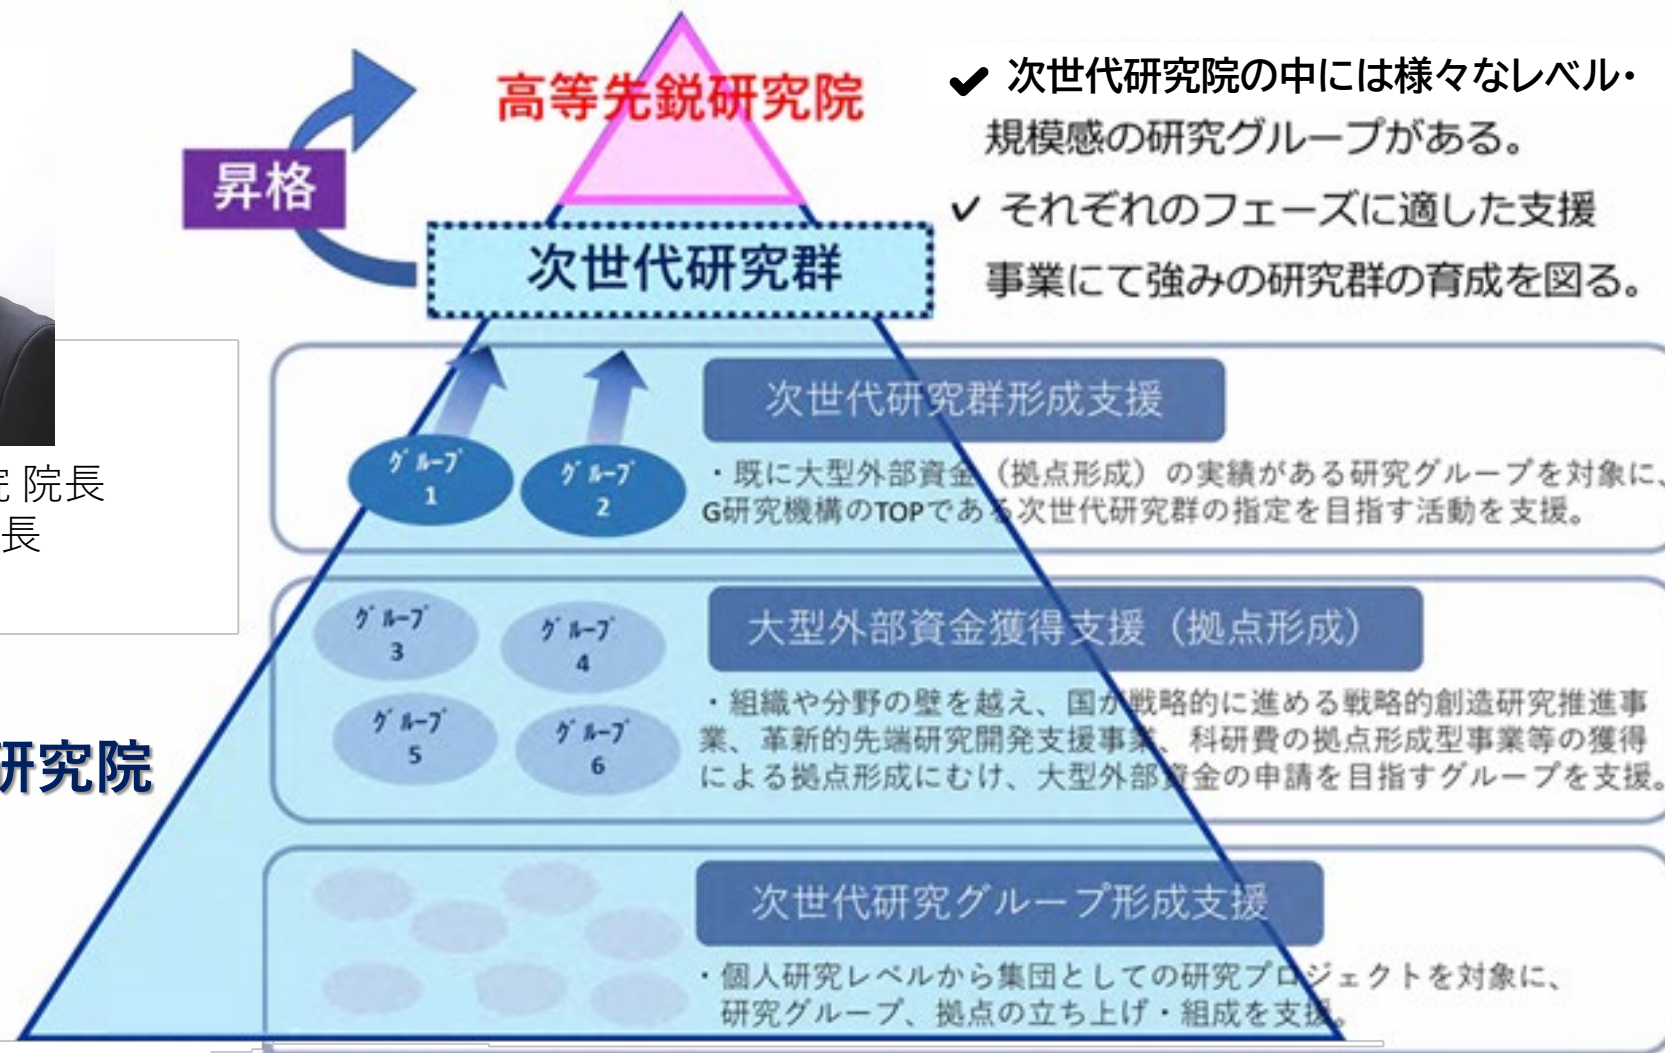 高等先鋭研究院
昇格
次世代研究群
✔ 次世代研究院の中には様々なレベル・
規模感の研究グループがある。
✓ それぞれのフェーズに適した支援
事業にて強みの研究群の育成を図る。
次世代研究群形成支援
グループ
1
グループ
2
・既に大型外部資金（拠点形成）の実績がある研究グループを対象に、
G研究機構のTOPである次世代研究群の指定を目指す活動を支援。
院長
長
大型外部資金獲得支援（拠点形成）
グループ
3
グループ
4
グループ
5
グループ
6
・組織や分野の壁を越え、国が戦略的に進める戦略的創造研究推進事
業、革新的先端研究開発支援事業、科研費の拠点形成型事業等の獲得
による拠点形成にむけ、大型外部資金の申請を目指すグループを支援。
研究院
次世代研究グループ形成支援
・個人研究レベルから集団としての研究プロジェクトを対象に、
研究グループ、拠点の立ち上げ・組成を支援。